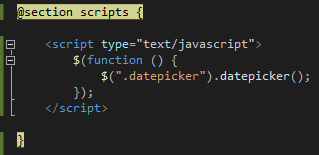 @section scripts {
<script type="text/javascript">
$(function () {
$(".datepicker").datepicker();
});
</script>
}